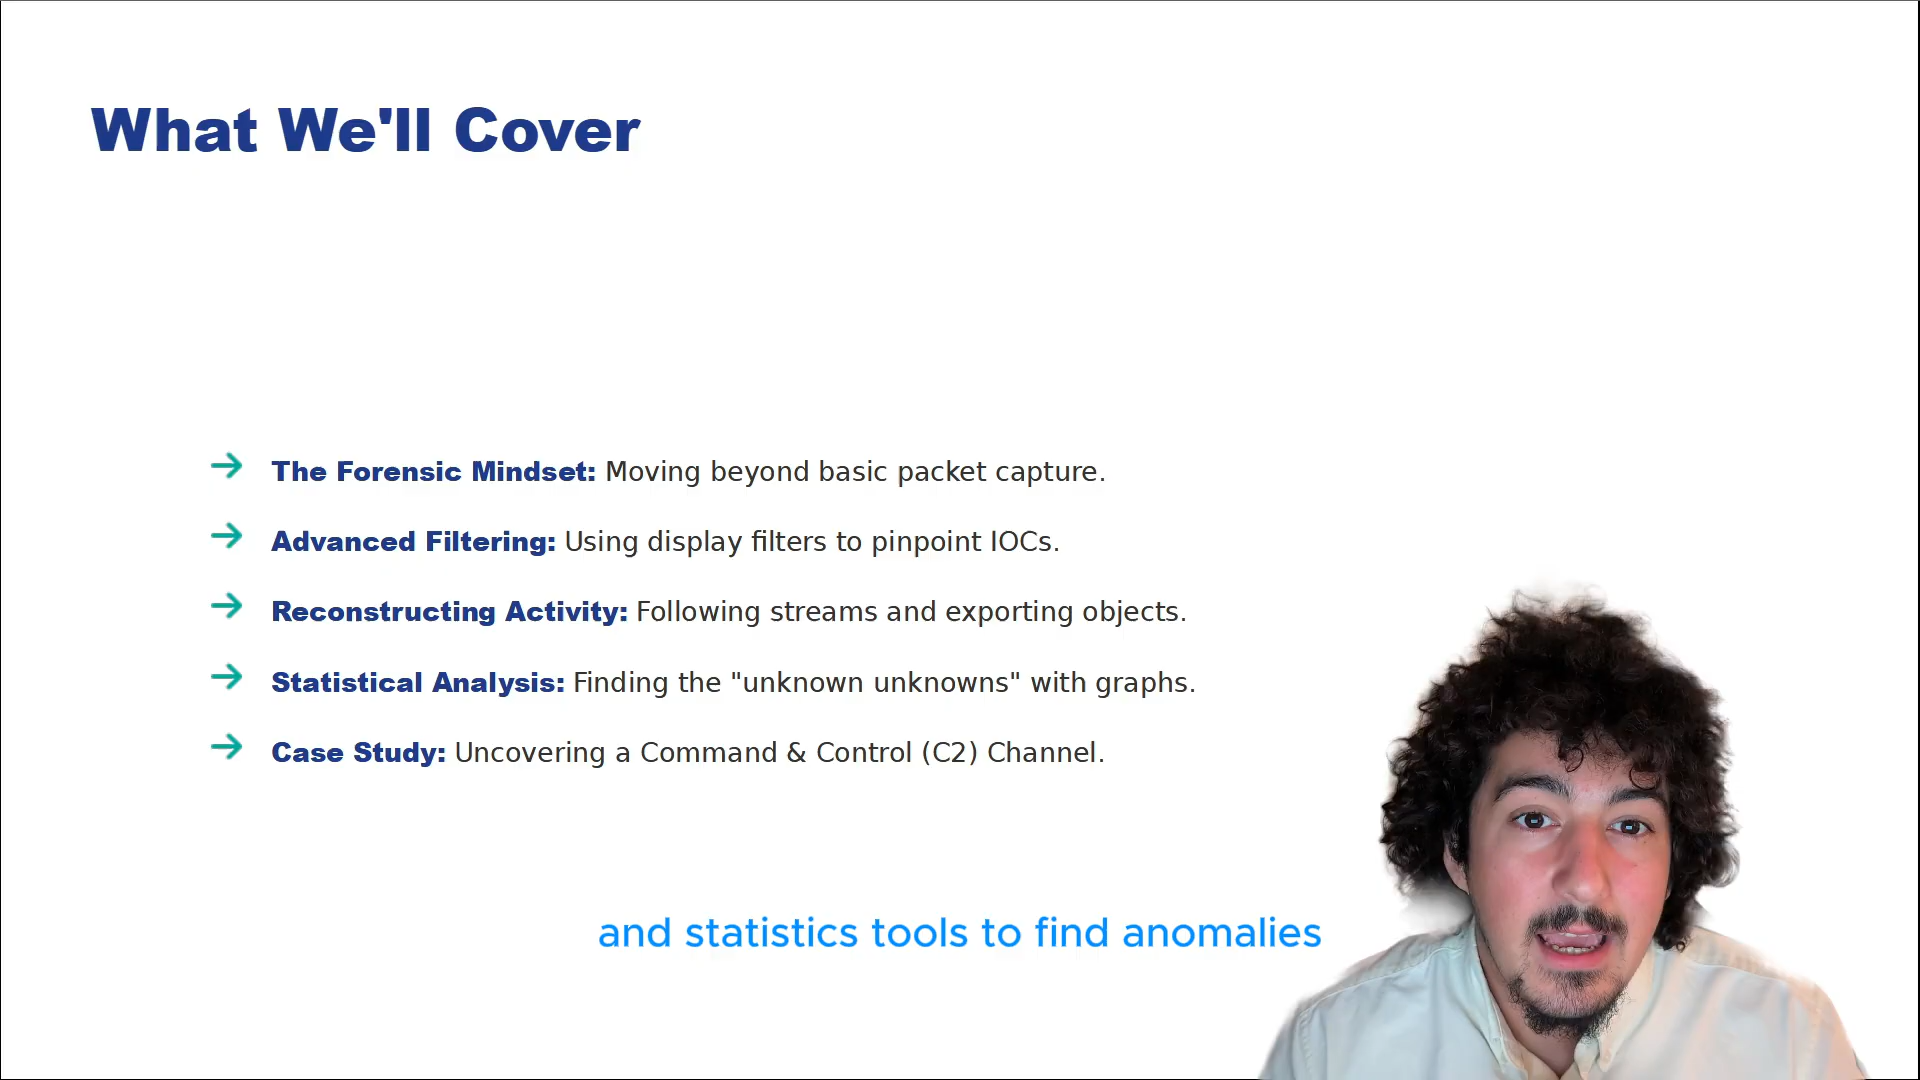 What We'll Cover
The Forensic Mindset: Moving beyond basic packet capture.
Advanced Filtering: Using display filters to pinpoint IOCs.
Reconstructing Activity: Following streams and exporting objects.
Statistical Analysis: Finding the "unknown unknowns" with graphs.
Case Study: Uncovering a Command & Control (C2) Channel.
and statistics tools to find anomalies